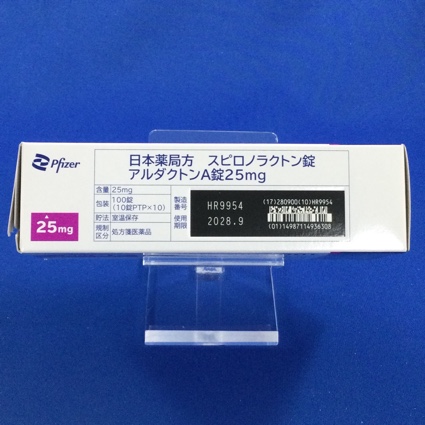 Pfizer
日本薬局方 スピロノラクトン錠
アルダクトンA錠25mg
25mg
含量 25mg
包装 100錠
(10錠PTP×10)
貯法 室温保存
規制区分 処方箋医薬品
製造番号 HR9954
使用期限 2028.9
(17)280900(10)HR9954
(01)14987114936308